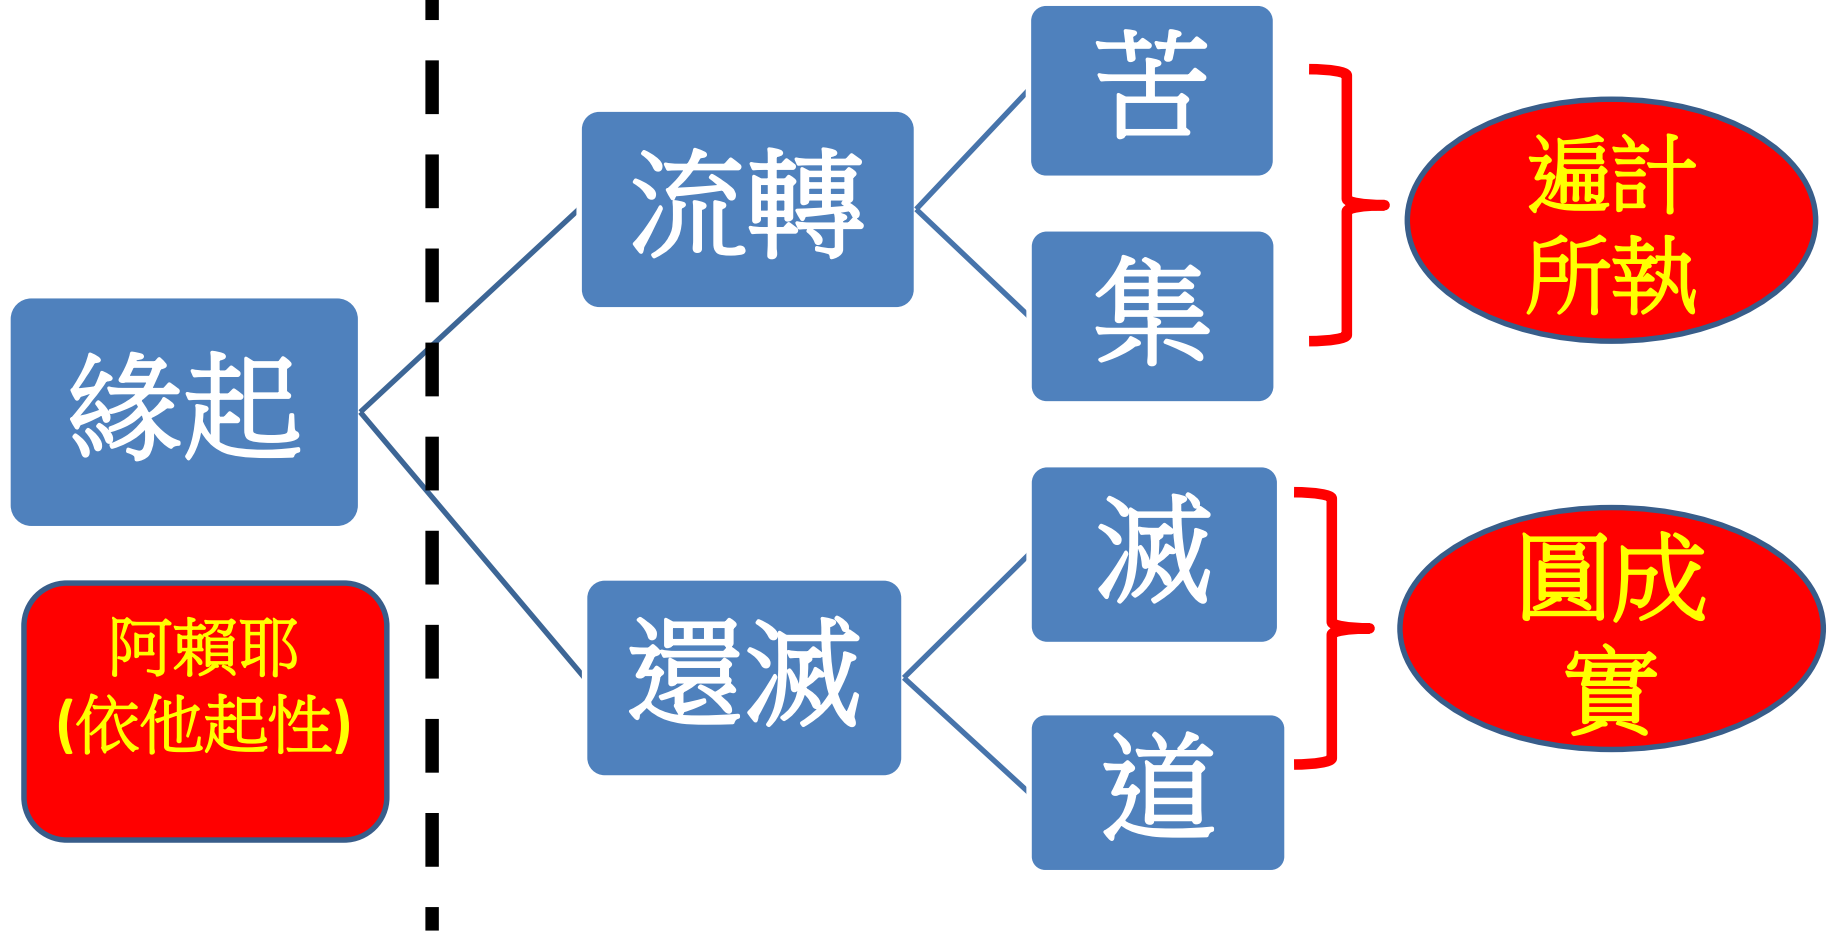 緣起
阿賴耶
(依他起性)
流轉
還滅
苦
集
滅
道
遍計
所執
圓成
實